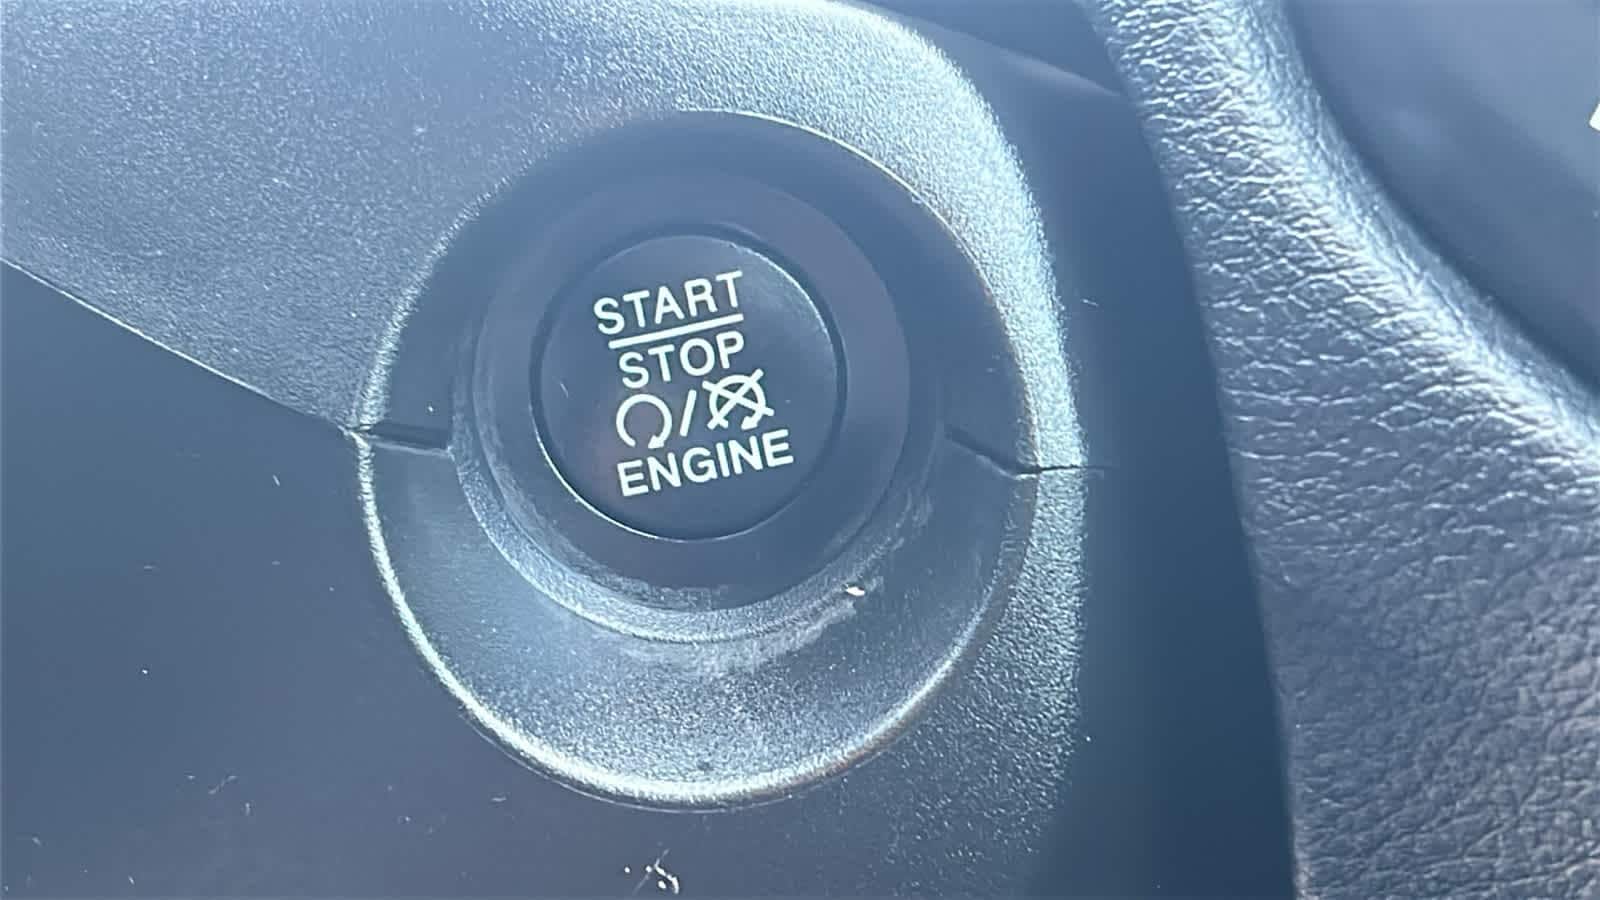 START
STOP
/
ENGINE